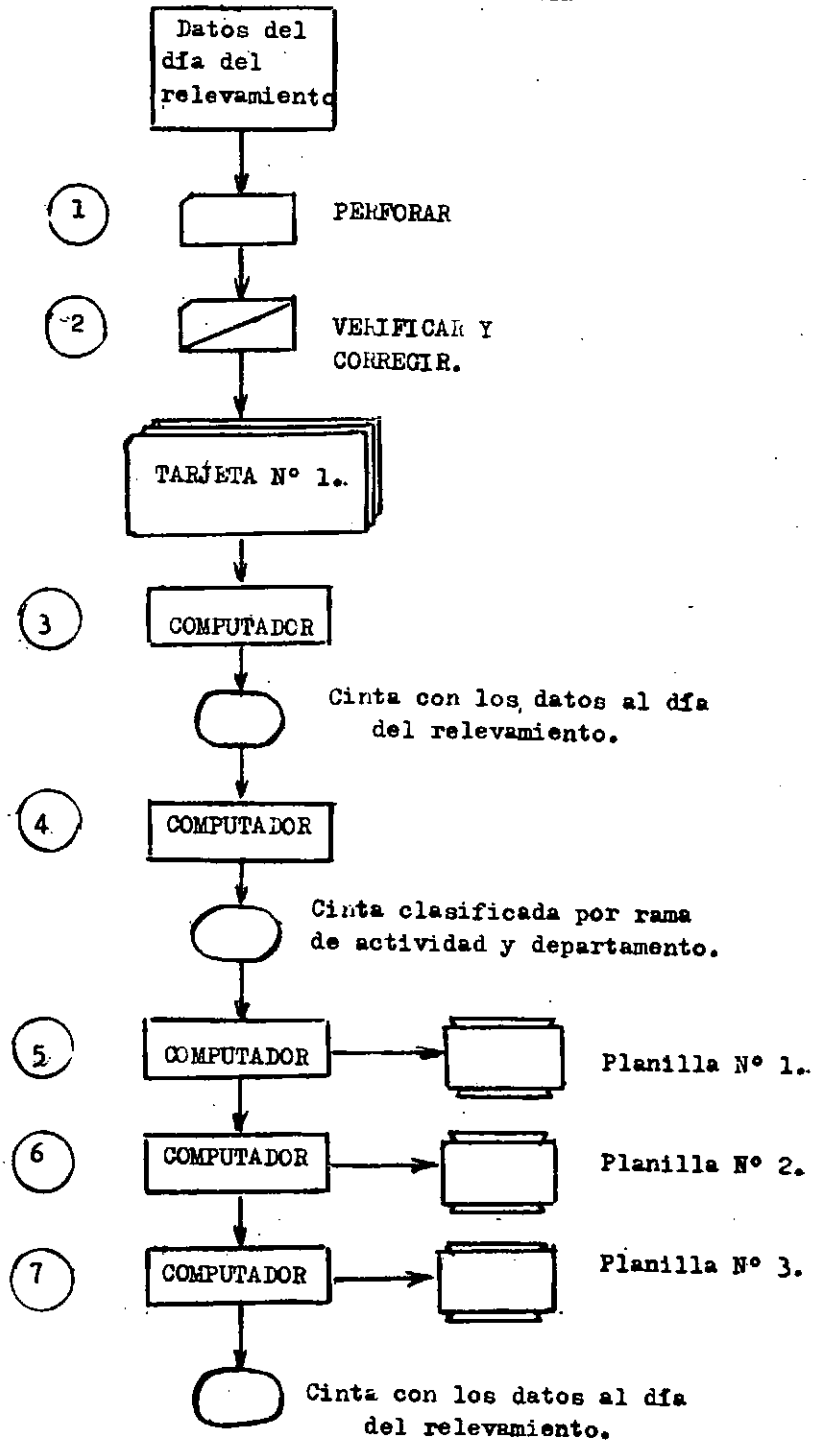 Datos del
día del
relevamiento
1
PERFORAR
2
VERIFICAR Y
CORREGIR.
TARJETA Nº 1.
3
COMPUTADOR
Cinta con los datos al día
del relevamiento.
4
COMPUTADOR
Cinta clasificada por rama
de actividad y departamento.
5
COMPUTADOR
Planilla Nº 1.
6
COMPUTADOR
Planilla Nº 2.
7
COMPUTADOR
Planilla Nº 3.
Cinta con los datos al día
del relevamiento.